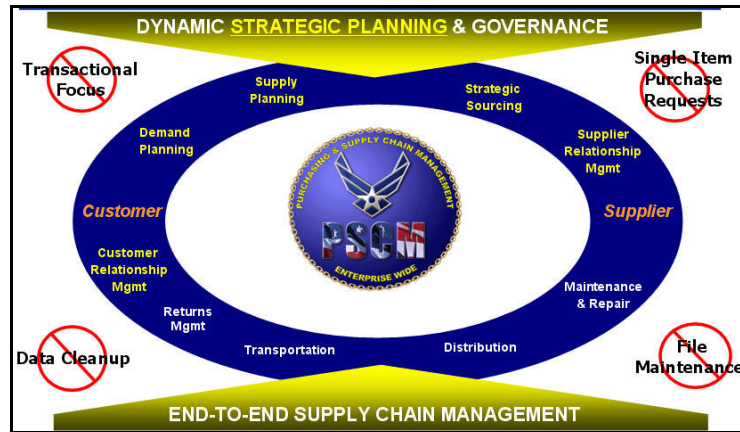 DYNAMIC STRATEGIC PLANNING & GOVERNANCE
Transactional
Focus
Single Item
Purchase
Requests
Supply
Planning
Strategic
Sourcing
Demand
Planning
Supplier
Relationship
Mgmt
PURCHASING & SUPPLY CHAIN MANAGEMENT
PSCM
ENTERPRISE WIDE
Customer
Supplier
Customer
Relationship
Mgmt
Maintenance
& Repair
Returns
Mgmt
Transportation
Distribution
Data Cleanup
File
Maintenance
END-TO-END SUPPLY CHAIN MANAGEMENT